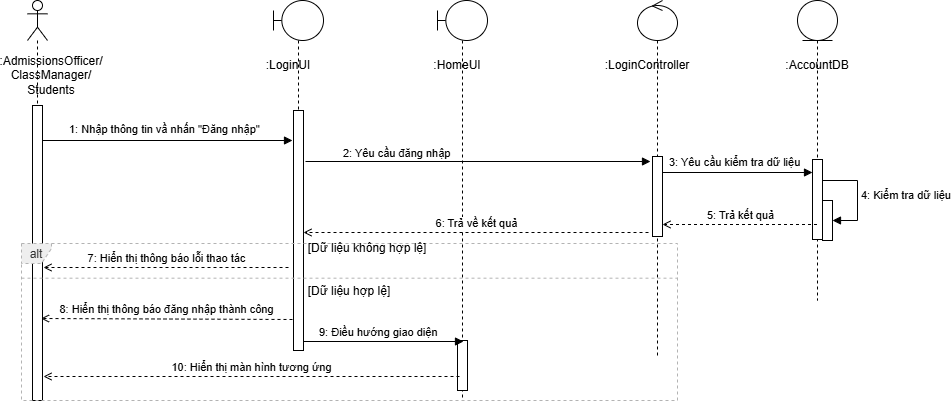 :AdmissionsOfficer/
ClassManager/
Students
:LoginUI
:HomeUI
:LoginController
:AccountDB
1: Nhập thông tin và nhấn "Đăng nhập"
2: Yêu cầu đăng nhập
3: Yêu cầu kiểm tra dữ liệu
4: Kiểm tra dữ liệu
5: Trả kết quả
6: Trả về kết quả
alt
[Dữ liệu không hợp lệ]
7: Hiển thị thông báo lỗi thao tác
[Dữ liệu hợp lệ]
8: Hiển thị thông báo đăng nhập thành công
9: Điều hướng giao diện
10: Hiển thị màn hình tương ứng